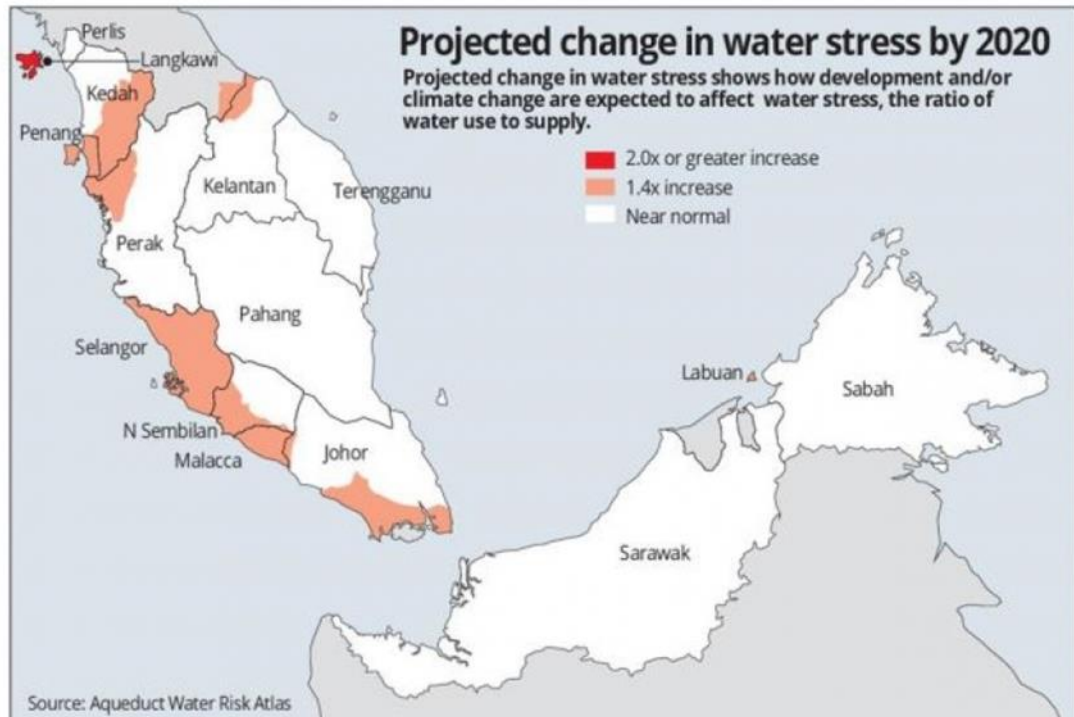 Projected change in water stress by 2020
Projected change in water stress shows how development and/or
climate change are expected to affect water stress, the ratio of
water use to supply.
2.0x or greater increase
1.4x increase
Near normal
Perlis
Langkawi
Kedah
Penang
Kelantan
Terengganu
Perak
Pahang
Selangor
Labuan
Sabah
N Sembilan
Malacca
Johor
Sarawak
Source: Aqueduct Water Risk Atlas